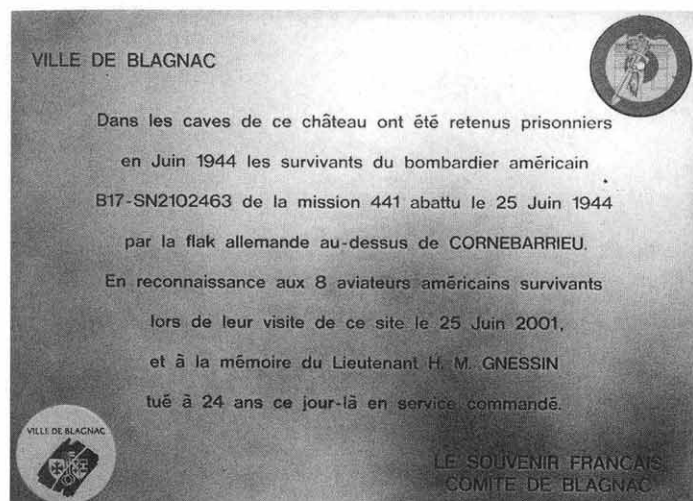 VILLE DE BLAGNAC
Dans les caves de ce château ont été retenus prisonniers
en Juin 1944 les survivants du bombardier américain
B17-SN2102463 de la mission 441 abattu le 25 Juin 1944
par la flak allemande au-dessus de CORNEBARRIEU.
En reconnaissance aux 8 aviateurs américains survivants
lors de leur visite de ce site le 25 Juin 2001,
et à la mémoire du Lieutenant H. M. GNESSIN
tué à 24 ans ce jour-là en service commandé.
VILLE DE BLAGNAC
LE SOUVENIR FRANÇAIS
COMITE DE BLAGNAC